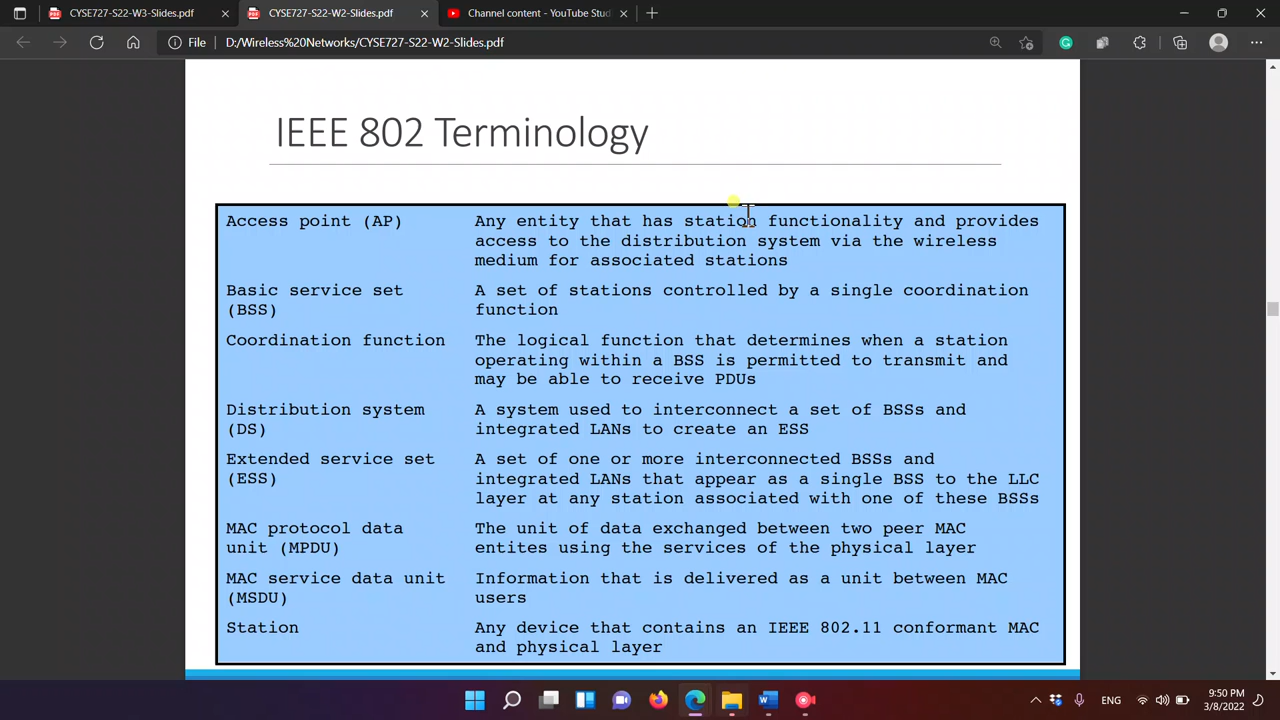 CYSE727-S22-W3-Slides.pdf
CYSE727-S22-W2-Slides.pdf
Channel content - YouTube Stud
File
D:/Wireless%20Networks/CYSE727-S22-W2-Slides.pdf
IEEE 802 Terminology
Access point (AP)
Any entity that has station functionality and provides
access to the distribution system via the wireless
medium for associated stations
Basic service set
(BSS)
A set of stations controlled by a single coordination
function
Coordination function
The logical function that determines when a station
operating within a BSS is permitted to transmit and
may be able to receive PDUs
Distribution system
(DS)
A system used to interconnect a set of BSSs and
integrated LANs to create an ESS
Extended service set
(ESS)
A set of one or more interconnected BSSs and
integrated LANs that appear as a single BSS to the LLC
layer at any station associated with one of these BSSs
MAC protocol data
unit (MPDU)
The unit of data exchanged between two peer MAC
entites using the services of the physical layer
MAC service data unit
(MSDU)
Information that is delivered as a unit between MAC
users
Station
Any device that contains an IEEE 802.11 conformant MAC
and physical layer
ENG
9:50 PM
3/8/2022